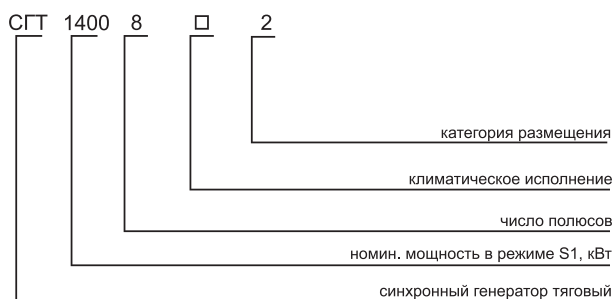 СГТ 1400 8 □ 2
категория размещения
климатическое исполнение
число полюсов
номин. мощность в режиме S1, кВт
синхронный генератор тяговый